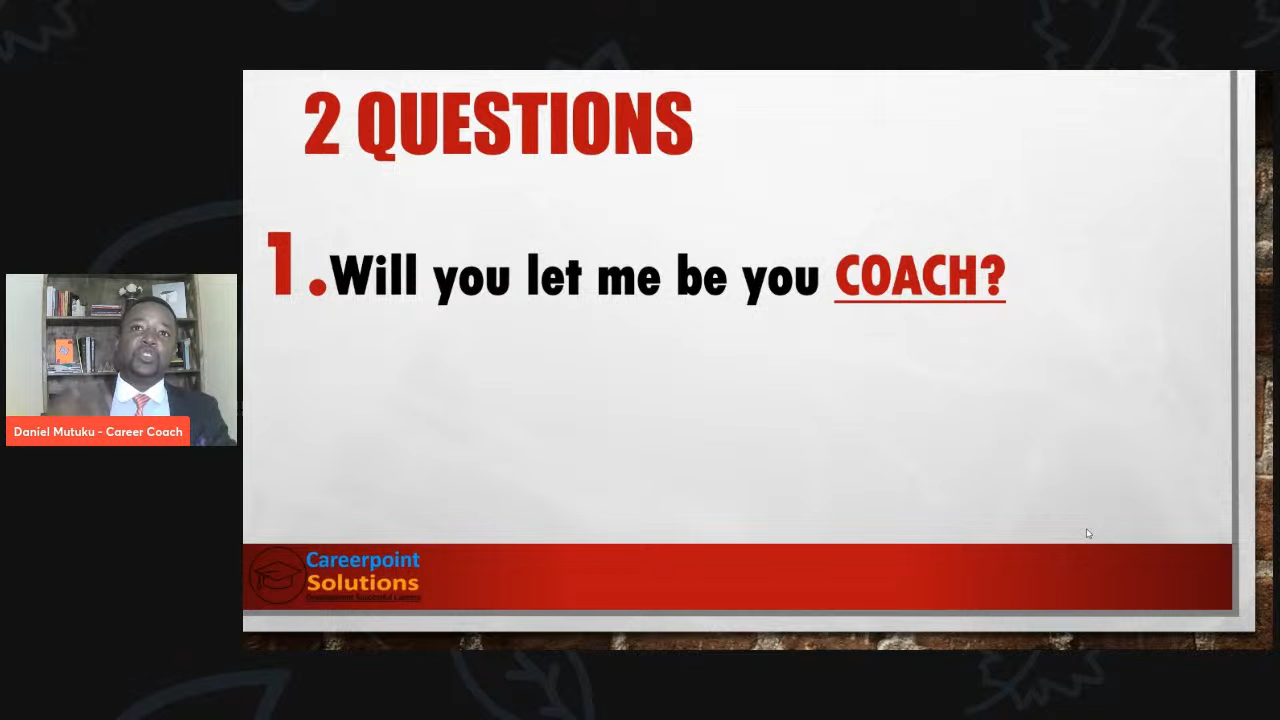 2 QUESTIONS
1.Will you let me be you COACH?
Daniel Mutuku - Career Coach
Careerpoint
Solutions